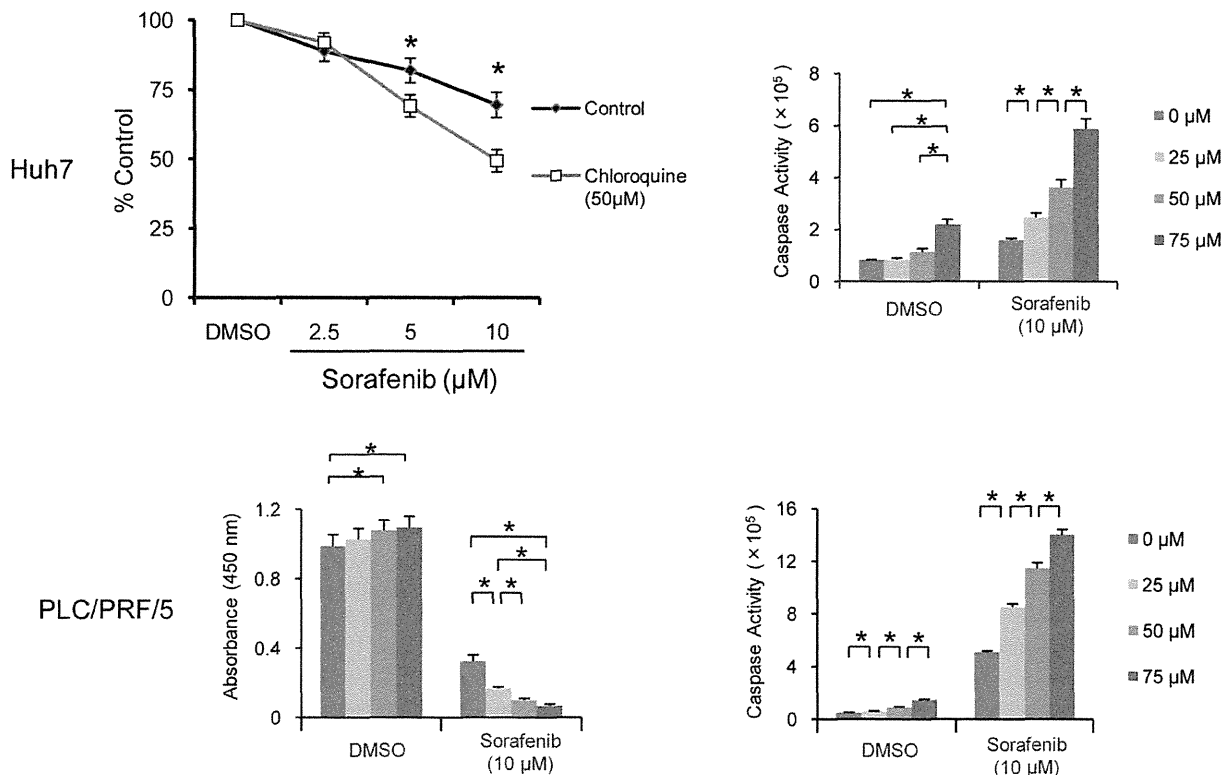 Huh7
% Control
100
75
50
25
0
*
*
Control
Chloroquine
(50μM)
DMSO
2.5
5
10
Sorafenib (μM)
Caspase Activity (×10⁵)
8
6
4
2
0
*
*
*
* * *
DMSO
Sorafenib
(10 μM)
0 μM
25 μM
50 μM
75 μM
PLC/PRF/5
Absorbance (450 nm)
1.2
0.8
0.4
0
*
*
*
*
* *
DMSO
Sorafenib
(10 μM)
Caspase Activity (×10⁵)
16
12
8
4
0
* * *
* * *
DMSO
Sorafenib
(10 μM)
0 μM
25 μM
50 μM
75 μM